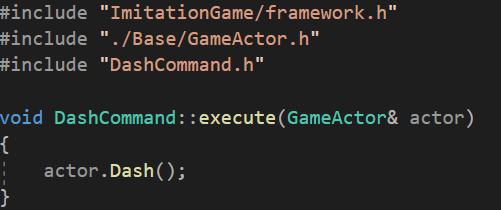 #include "ImitationGame/framework.h"
#include "./Base/GameActor.h"
#include "DashCommand.h"
void DashCommand::execute(GameActor& actor)
{
actor.Dash();
}